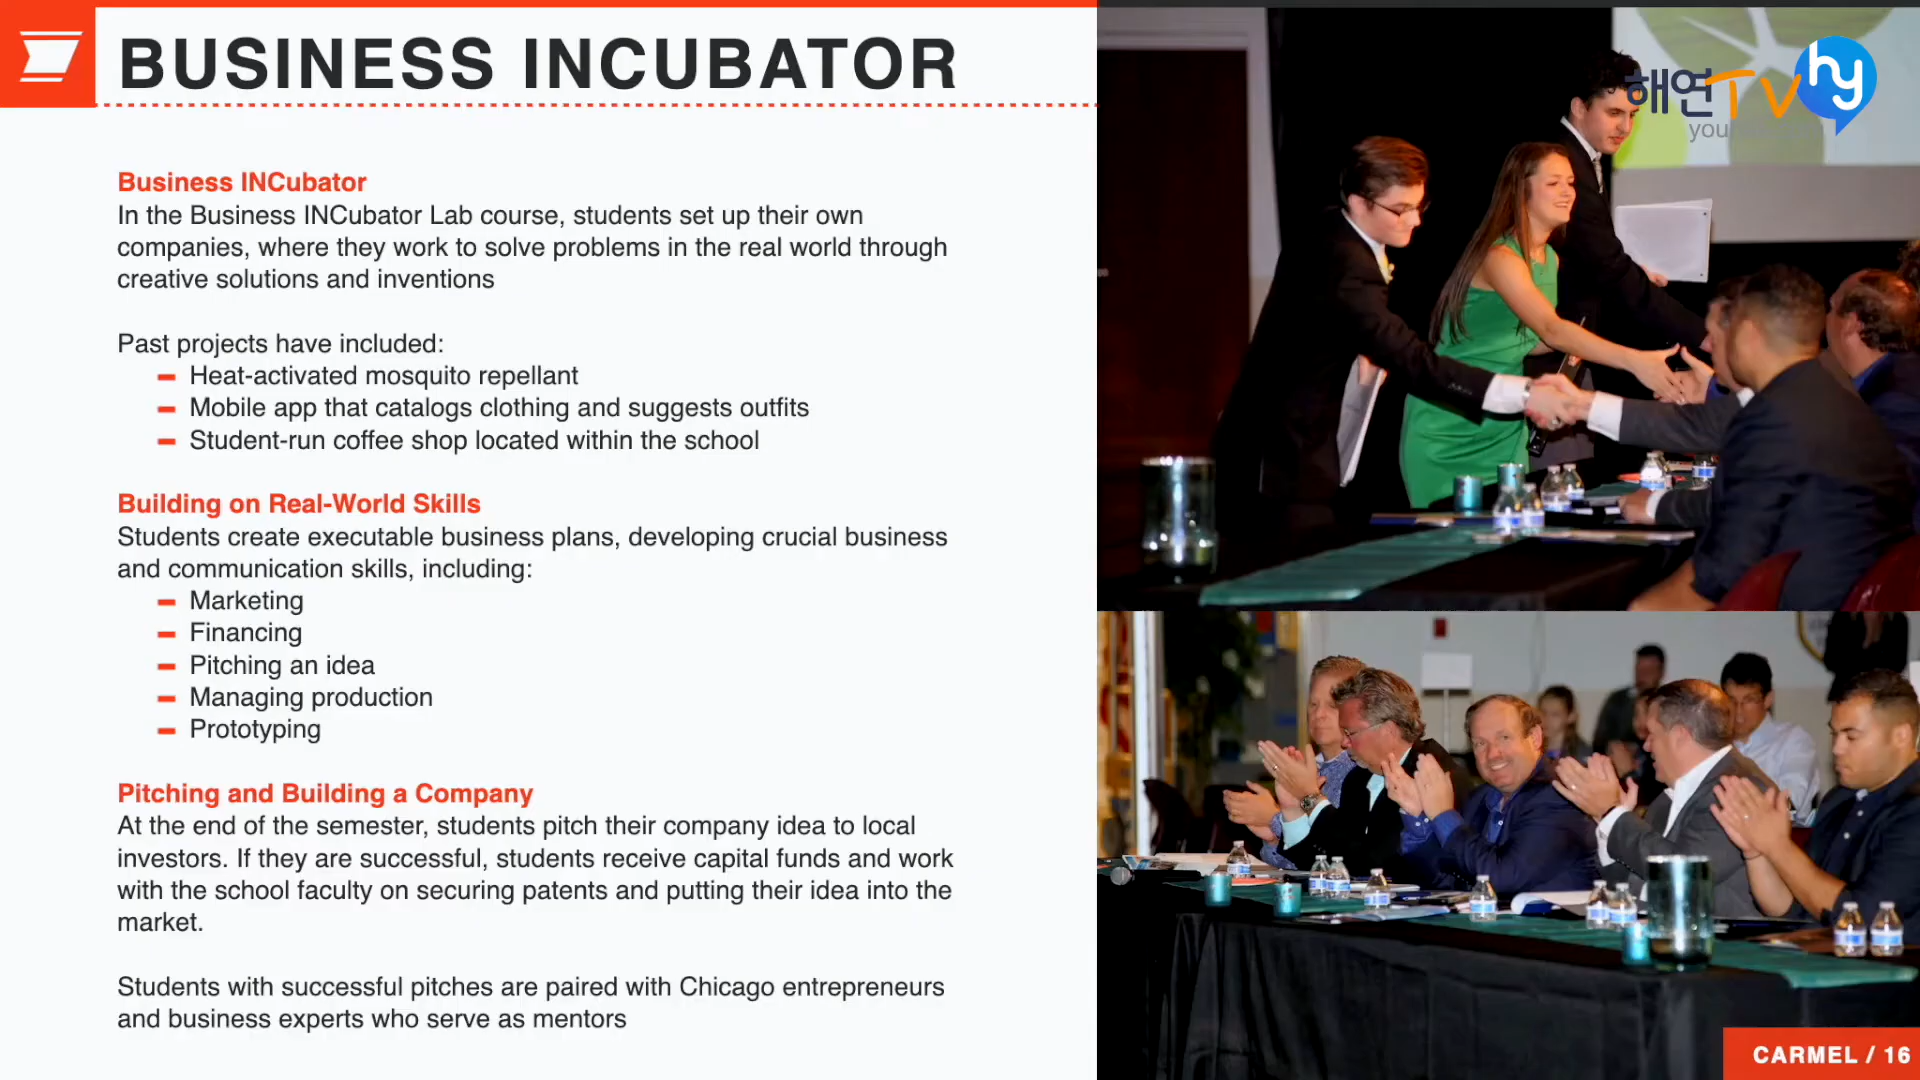 BUSINESS INCUBATOR
Business INCubator
In the Business INCubator Lab course, students set up their own
companies, where they work to solve problems in the real world through
creative solutions and inventions
Past projects have included:
Heat-activated mosquito repellant
Mobile app that catalogs clothing and suggests outfits
Student-run coffee shop located within the school
Building on Real-World Skills
Students create executable business plans, developing crucial business
and communication skills, including:
Marketing
Financing
Pitching an idea
Managing production
Prototyping
Pitching and Building a Company
At the end of the semester, students pitch their company idea to local
investors. If they are successful, students receive capital funds and work
with the school faculty on securing patents and putting their idea into the
market.
Students with successful pitches are paired with Chicago entrepreneurs
and business experts who serve as mentors
해연TV hy
CARMEL / 16